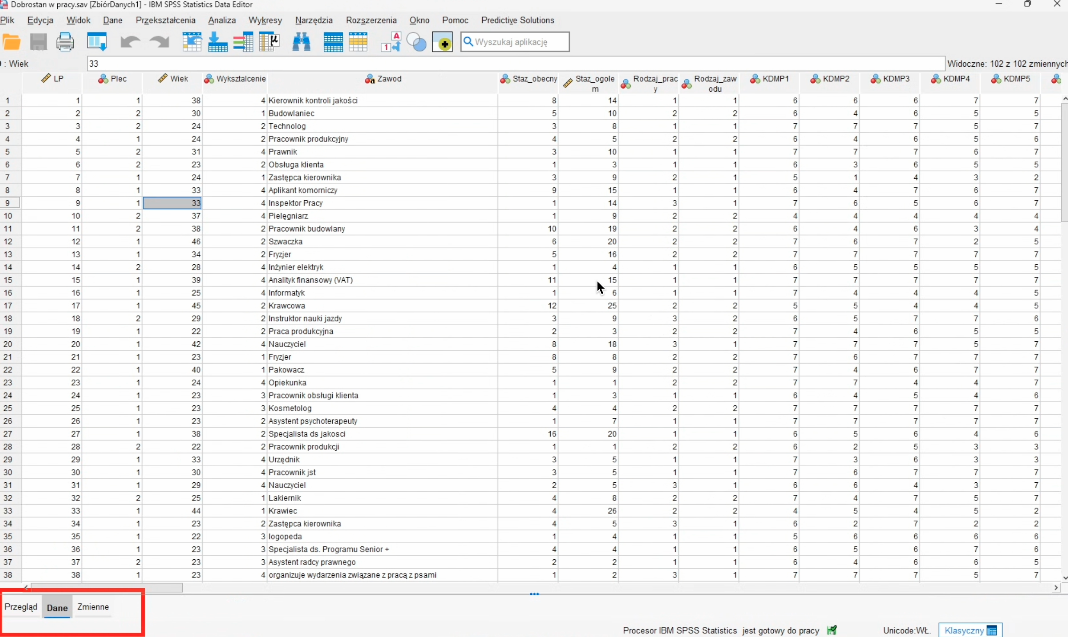 Dobrostan w pracy.sav [ZbiórDanych1] - IBM SPSS Statistics Data Editor
Plik Edycja Widok Dane Przekształcenia Analiza Wykresy Narzędzia Rozszerzenia Okno Pomoc Predictive Solutions
Wyszukaj aplikację
: Wiek 33 Widoczne: 102 z 102 zmiennych
LP Plec Wiek Wykształcenie Zawod Staz_obecny Staz_ogole m Rodzaj_prac y Rodzaj_zaw odu KDMP1 KDMP2 KDMP3 KDMP4 KDMP5
1 1 1 38 4 Kierownik kontroli jakości 8 14 1 1 6 6 6 7 7
2 2 2 30 1 Budowlaniec 5 10 2 2 6 4 6 5 5
3 3 2 24 2 Technolog 3 8 1 1 7 7 7 5 7
4 4 1 24 2 Pracownik produkcyjny 4 5 2 2 6 4 6 5 6
5 5 2 31 4 Prawnik 3 10 1 1 7 7 7 6 7
6 6 2 23 2 Obsługa klienta 1 3 1 1 6 3 6 5 5
7 7 1 24 1 Zastępca kierownika 3 9 2 1 5 1 4 3 2
8 8 1 33 4 Aplikant komorniczy 9 15 1 1 6 4 7 6 7
9 9 1 33 4 Inspektor Pracy 1 14 3 1 7 6 5 6 7
10 10 2 37 4 Pielęgniarz 1 9 2 2 4 4 4 4 4
11 11 2 38 2 Pracownik budowlany 10 19 2 2 6 4 6 3 4
12 12 1 46 2 Szwaczka 6 20 2 2 7 6 7 2 5
13 13 1 34 2 Fryzjer 5 16 2 2 7 7 7 7 7
14 14 2 28 4 Inżynier elektryk 1 4 1 1 6 5 5 5 5
15 15 1 39 4 Analityk finansowy (VAT) 11 15 1 1 7 7 7 7 7
16 16 1 25 4 Informatyk 1 6 1 1 7 4 4 4 5
17 17 1 45 2 Krawcowa 12 25 2 2 5 5 4 4 5
18 18 2 29 2 Instruktor nauki jazdy 3 9 3 2 6 5 7 7 6
19 19 1 22 2 Praca produkcyjna 2 3 2 2 7 4 6 5 5
20 20 1 42 4 Nauczyciel 8 18 3 1 7 7 7 5 7
21 21 1 23 1 Fryzjer 8 8 2 2 7 6 7 7 7
22 22 1 40 1 Pakowacz 5 9 2 2 7 4 6 7 7
23 23 1 24 4 Opiekunka 1 1 2 2 7 7 4 4 7
24 24 1 23 3 Pracownik obsługi klienta 1 3 1 1 6 4 5 4 6
25 25 1 23 3 Kosmetolog 4 4 2 2 7 7 7 7 7
26 26 1 23 2 Asystent psychoterapeuty 1 7 1 1 7 7 7 7 7
27 27 1 38 2 Specjalista ds jakosci 16 20 1 1 6 5 6 4 6
28 28 2 22 2 Pracownik produkcji 1 1 2 2 6 2 5 3 3
29 29 1 33 4 Urzędnik 3 5 1 1 7 3 6 3 3
30 30 1 30 4 Pracownik jst 3 5 1 1 7 6 7 7 7
31 31 1 29 4 Nauczyciel 2 5 3 1 6 6 4 3 7
32 32 2 25 1 Lakiernik 4 8 2 2 7 4 7 5 7
33 33 1 44 1 Krawiec 4 26 2 2 4 5 4 5 2
34 34 1 23 2 Zastępca kierownika 4 5 3 1 6 2 7 2 2
35 35 1 22 3 logopeda 1 4 1 1 5 6 6 6 6
36 36 1 23 3 Specjalista ds. Programu Senior + 4 4 1 1 6 5 6 7 6
37 37 2 23 3 Asystent radcy prawnego 2 2 1 1 6 4 6 6 5
38 38 1 23 4 organizuje wydarzenia związane z pracą z psami 1 2 3 1 7 7 7 5 7
Przegląd Dane Zmienne
Procesor IBM SPSS Statistics jest gotowy do pracy Unicode:WŁ. Klasyczny